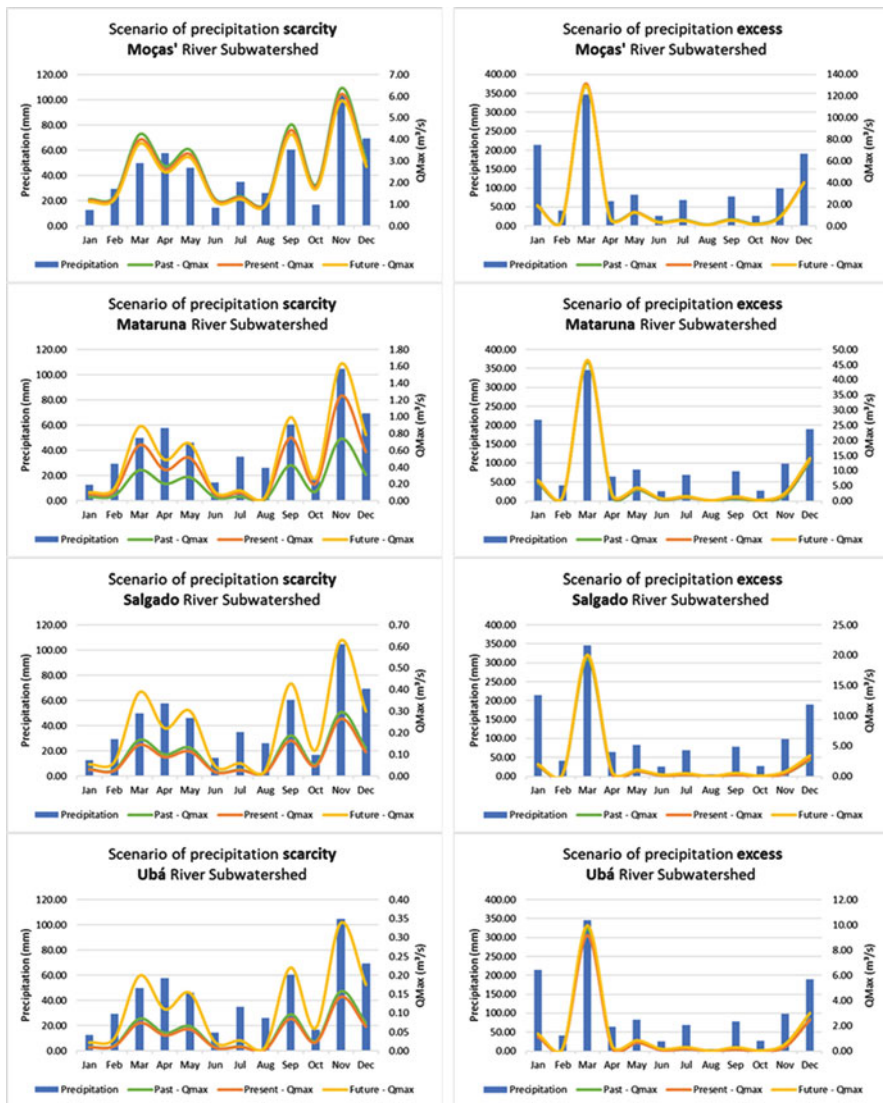 Scenario of precipitation scarcity
Moças' River Subwatershed
120.00
100.00
80.00
60.00
40.00
20.00
0.00
Precipitation (mm)
7.00
6.00
5.00
4.00
3.00
2.00
1.00
0.00
QMax (m³/s)
Jan Feb Mar Apr May Jun Jul Aug Sep Oct Nov Dec
Precipitation Past - Qmax Present - Qmax Future - Qmax
Scenario of precipitation excess
Moças' River Subwatershed
400.00
350.00
300.00
250.00
200.00
150.00
100.00
50.00
0.00
Precipitation (mm)
140.00
120.00
100.00
80.00
60.00
40.00
20.00
0.00
QMax (m³/s)
Jan Feb Mar Apr May Jun Jul Aug Sep Oct Nov Dec
Precipitation Past - Qmax Present - Qmax Future - Qmax
Scenario of precipitation scarcity
Mataruna River Subwatershed
120.00
100.00
80.00
60.00
40.00
20.00
0.00
Precipitation (mm)
1.80
1.60
1.40
1.20
1.00
0.80
0.60
0.40
0.20
0.00
QMax (m³/s)
Jan Feb Mar Apr May Jun Jul Aug Sep Oct Nov Dec
Precipitation Past - Qmax Present - Qmax Future - Qmax
Scenario of precipitation excess
Mataruna River Subwatershed
400.00
350.00
300.00
250.00
200.00
150.00
100.00
50.00
0.00
Precipitation (mm)
50.00
45.00
40.00
35.00
30.00
25.00
20.00
15.00
10.00
5.00
0.00
QMax (m³/s)
Jan Feb Mar Apr May Jun Jul Aug Sep Oct Nov Dec
Precipitation Past - Qmax Present - Qmax Future - Qmax
Scenario of precipitation scarcity
Salgado River Subwatershed
120.00
100.00
80.00
60.00
40.00
20.00
0.00
Precipitation (mm)
0.70
0.60
0.50
0.40
0.30
0.20
0.10
0.00
QMax (m³/s)
Jan Feb Mar Apr May Jun Jul Aug Sep Oct Nov Dec
Precipitation Past - Qmax Present - Qmax Future - Qmax
Scenario of precipitation excess
Salgado River Subwatershed
400.00
350.00
300.00
250.00
200.00
150.00
100.00
50.00
0.00
Precipitation (mm)
25.00
20.00
15.00
10.00
5.00
0.00
QMax (m³/s)
Jan Feb Mar Apr May Jun Jul Aug Sep Oct Nov Dec
Precipitation Past - Qmax Present - Qmax Future - Qmax
Scenario of precipitation scarcity
Ubá River Subwatershed
120.00
100.00
80.00
60.00
40.00
20.00
0.00
Precipitation (mm)
0.40
0.35
0.30
0.25
0.20
0.15
0.10
0.05
0.00
QMax (m³/s)
Jan Feb Mar Apr May Jun Jul Aug Sep Oct Nov Dec
Precipitation Past - Qmax Present - Qmax Future - Qmax
Scenario of precipitation excess
Ubá River Subwatershed
400.00
350.00
300.00
250.00
200.00
150.00
100.00
50.00
0.00
Precipitation (mm)
12.00
10.00
8.00
6.00
4.00
2.00
0.00
QMax (m³/s)
Jan Feb Mar Apr May Jun Jul Aug Sep Oct Nov Dec
Precipitation Past - Qmax Present - Qmax Future - Qmax